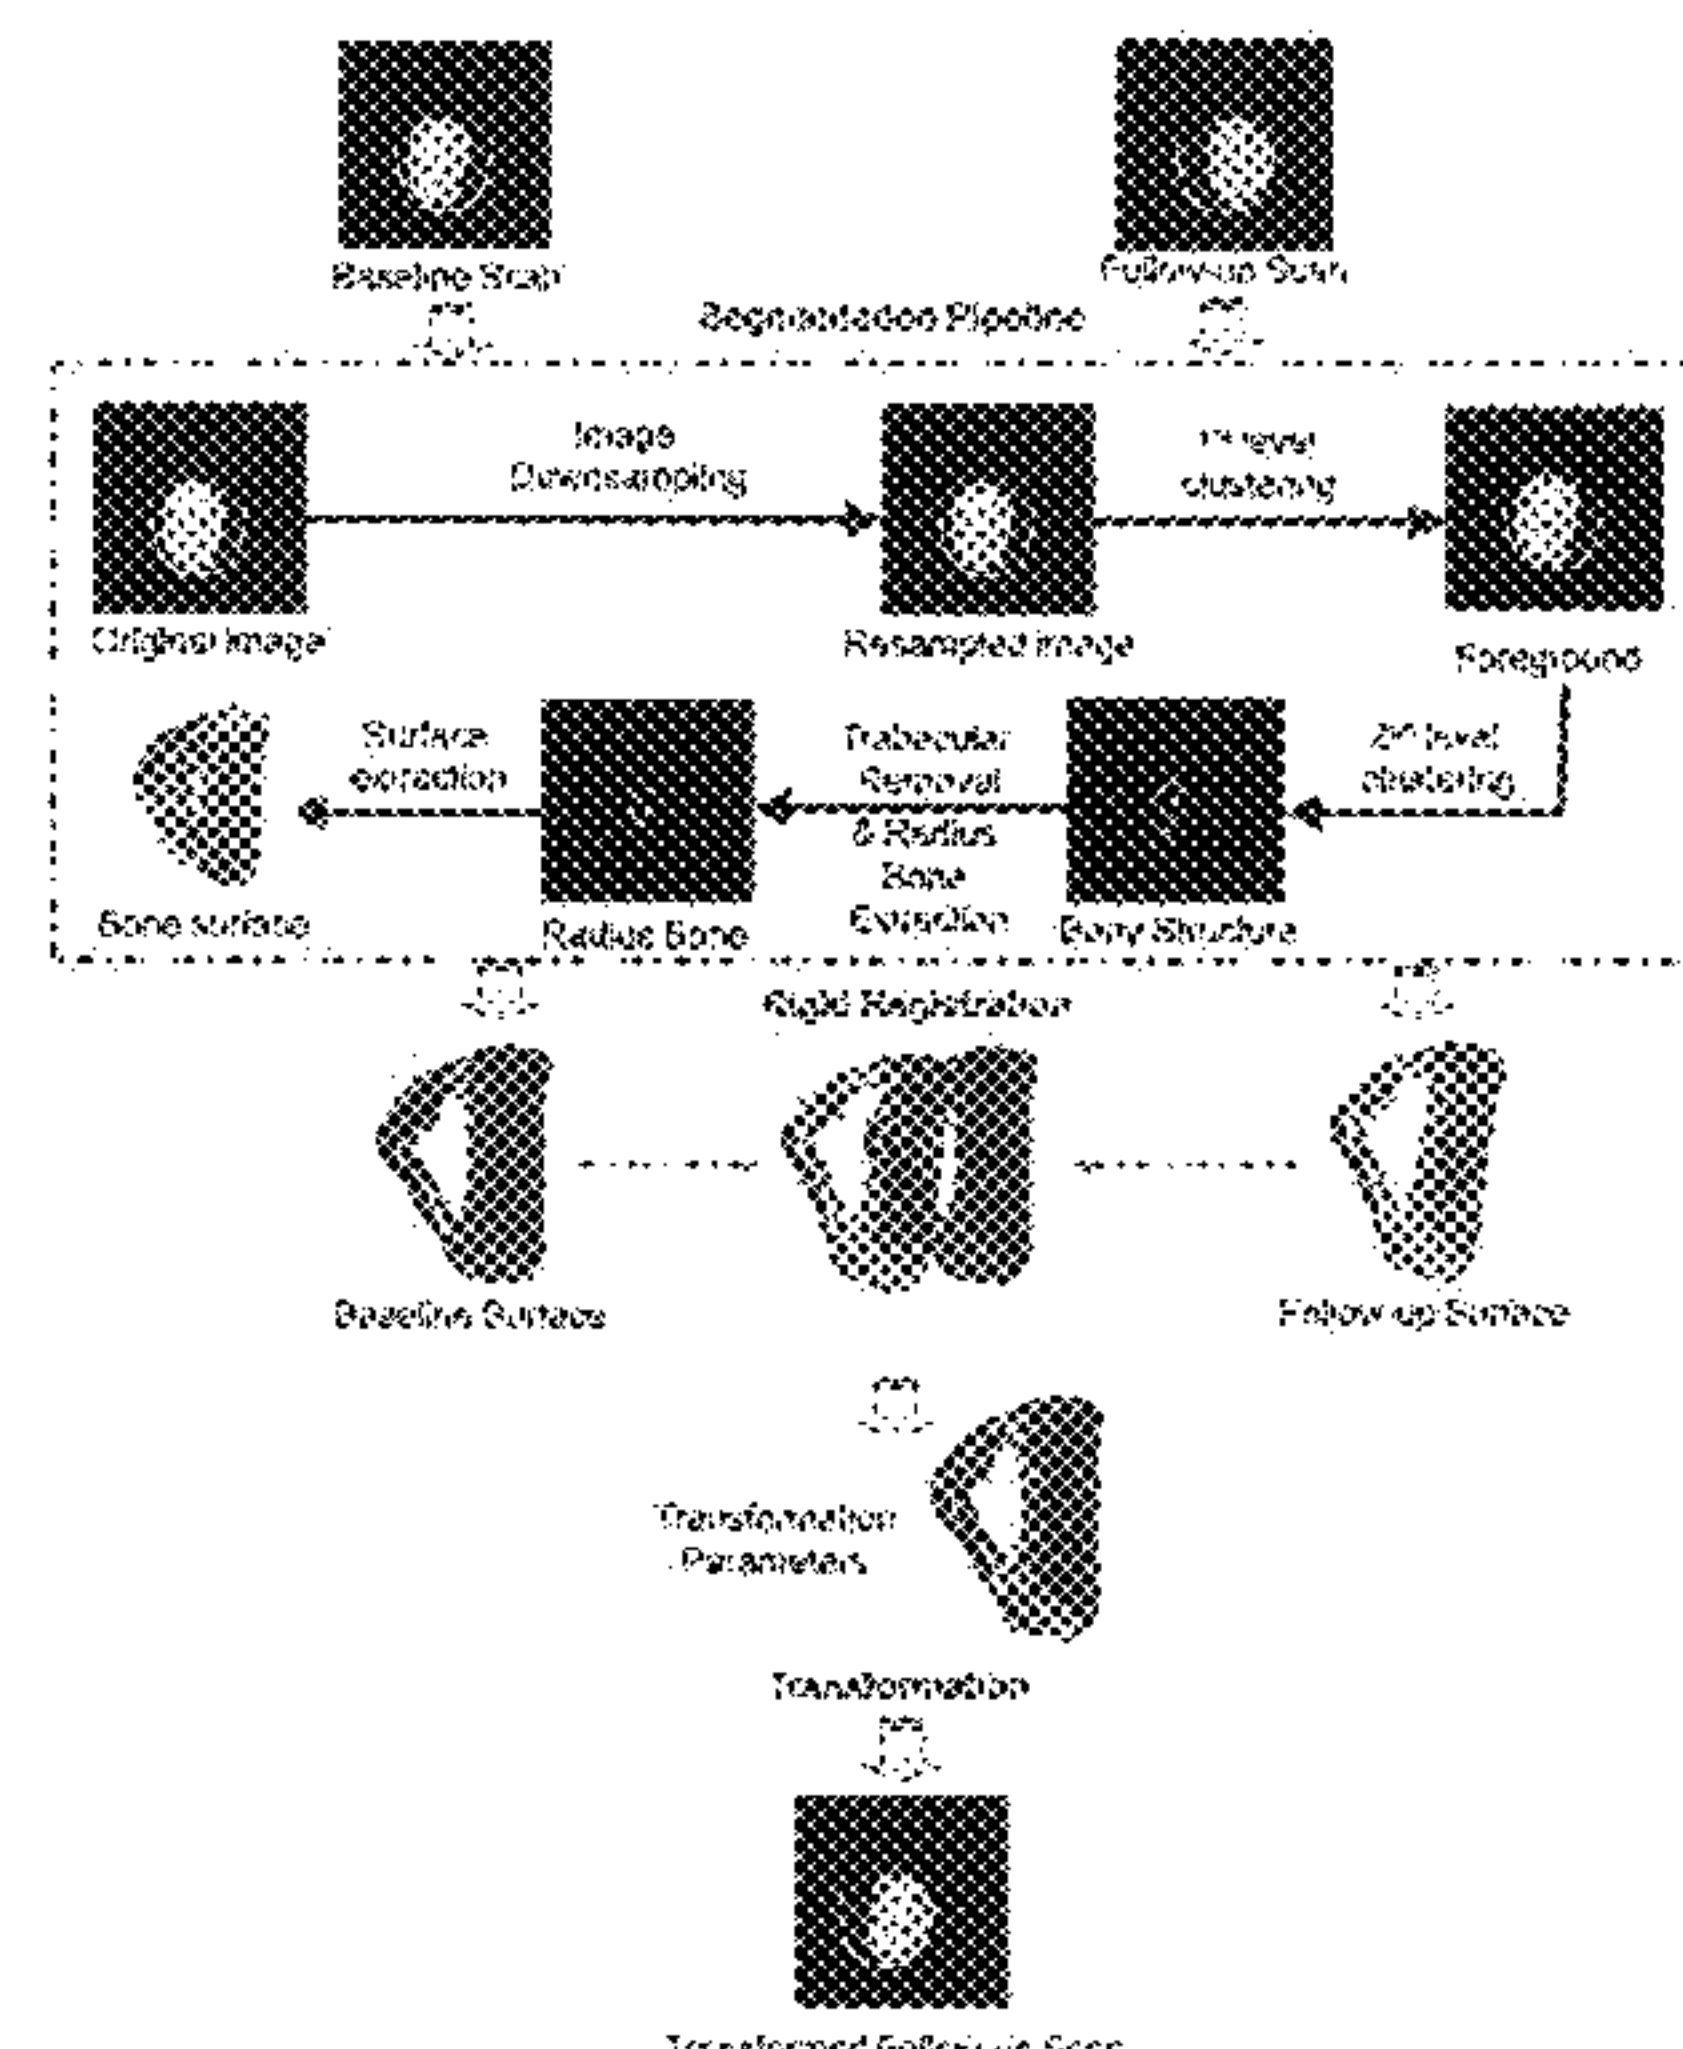 Baseline Scan
Follow-up Scan
Segmentation Pipeline
Image
Downsampling
level
clustering
Original Image
Resampled image
Foreground
Surface
extraction
Trabecular
Removal
& Radius
Bone
Extraction
2nd level
clustering
Bone surface
Radius Bone
Bony Structure
Rigid Registration
Baseline Surface
Follow-up Surface
Transformation
Parameters
Transformation
Transformed Follow-up Scan